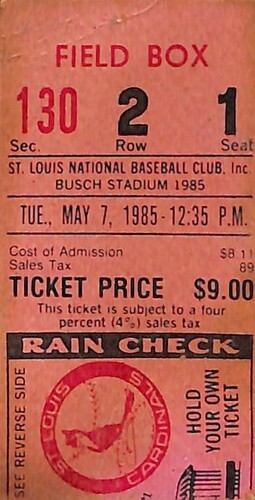 FIELD BOX
130 2 1
Sec. Row Seat
ST. LOUIS NATIONAL BASEBALL CLUB, Inc.
BUSCH STADIUM 1985
TUE., MAY 7, 1985-12:35 P.M.
Cost of Admission $8.11
Sales Tax 89
TICKET PRICE $9.00
This ticket is subject to a four
percent (4%) sales tax
RAIN CHECK
SEE REVERSE SIDE
ST. LOUIS
CARDINALS
HOLD
YOUR OWN
TICKET